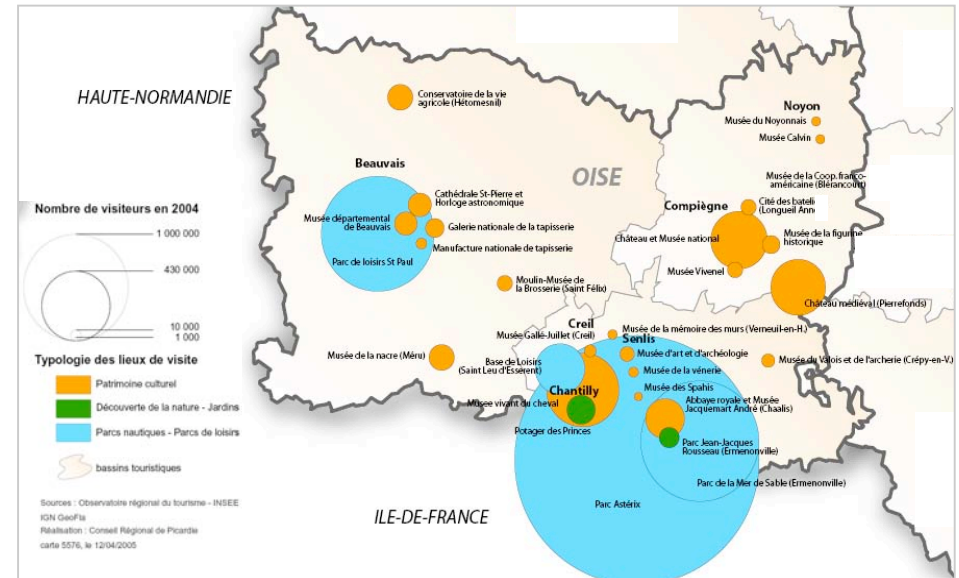 HAUTE-NORMANDIE
Conservatoire de la vie
agricole (Hétomesnil)
Noyon
Musée du Noyonnais
Musée Calvin
Beauvais
OISE
Musée de la Coop. franco-
américaine (Blérancourt)
Cathédrale St-Pierre et
Horloge astronomique
Compiègne
Cité des bateli
(Longueil Ann
Musée départemental
de Beauvais
Galerie nationale de la tapisserie
Château et Musée national
Musée de la figurine
historique
Manufacture nationale de tapisserie
Parc de loisirs St Paul
Musée Vivenel
Moulin-Musée de
la Brosserie (Saint Félix)
Château médiéval (Pierrefonds)
Creil
Musée Gallé-Juillet (Creil)
Musée de la mémoire des murs (Verneuil-en-H.)
Senlis
Musée de la nacre (Méru)
Base de Loisirs
(Saint Leu d'Esserent)
Musée d'art et d'archéologie
Musée du Valois et de l'archerie (Crépy-en-V.)
Musée de la vénerie
Chantilly
Musée des Spahis
Musée vivant du cheval
Abbaye royale et Musée
Jacquemart André (Chaalis)
Potager des Princes
Parc Jean-Jacques
Rousseau (Ermenonville)
Parc de la Mer de Sable (Ermenonville)
Parc Astérix
ILE-DE-FRANCE
Nombre de visiteurs en 2004
1 000 000
430 000
10 000
1 000
Typologie des lieux de visite
Patrimoine culturel
Découverte de la nature - Jardins
Parcs nautiques - Parcs de loisirs
bassins touristiques
Sources : Observatoire régional du tourisme - INSEE
IGN GeoFla
Réalisation : Conseil Régional de Picardie
carte 5576, le 12/04/2005